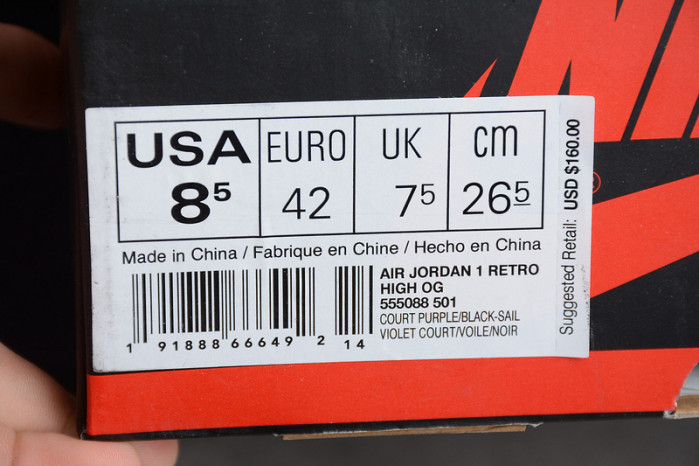 USA EURO UK cm
8⁵ 42 7⁵ 26⁵
Made in China / Fabrique en Chine / Hecho en China
AIR JORDAN 1 RETRO
HIGH OG
555088 501
COURT PURPLE/BLACK-SAIL
VIOLET COURT/VOILE/NOIR
1 91888 66649 2 14
Suggested Retail: USD $160.00
®